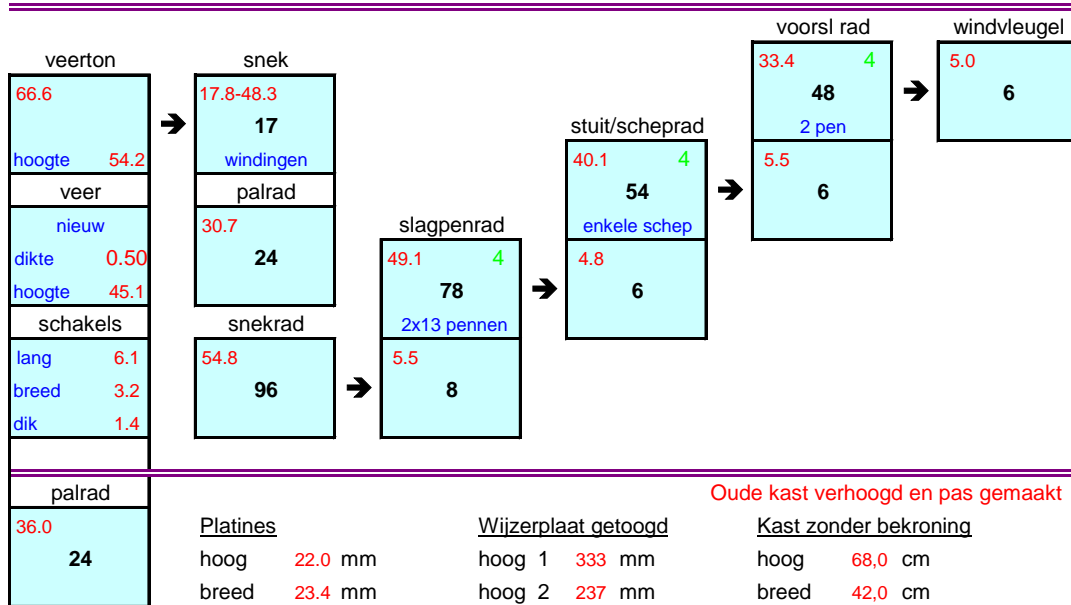 voorsl rad windvleugel
veerton snek 33.4 4 5.0
66.6 17.8-48.3 48 6
17 stuit/scheprad 2 pen
hoogte 54.2 windingen 40.1 4 5.5
veer palrad 54 6
nieuw 30.7 slagpenrad enkele schep
dikte 0.50 24 49.1 4 4.8
hoogte 45.1 78 6
schakels snekrad 2x13 pennen
lang 6.1 54.8 5.5
breed 3.2 96 8
dik 1.4
palrad Oude kast verhoogd en pas gemaakt
36.0 Platines Wijzerplaat getoogd Kast zonder bekroning
24 hoog 22.0 mm hoog 1 333 mm hoog 68,0 cm
breed 23.4 mm hoog 2 237 mm breed 42,0 cm